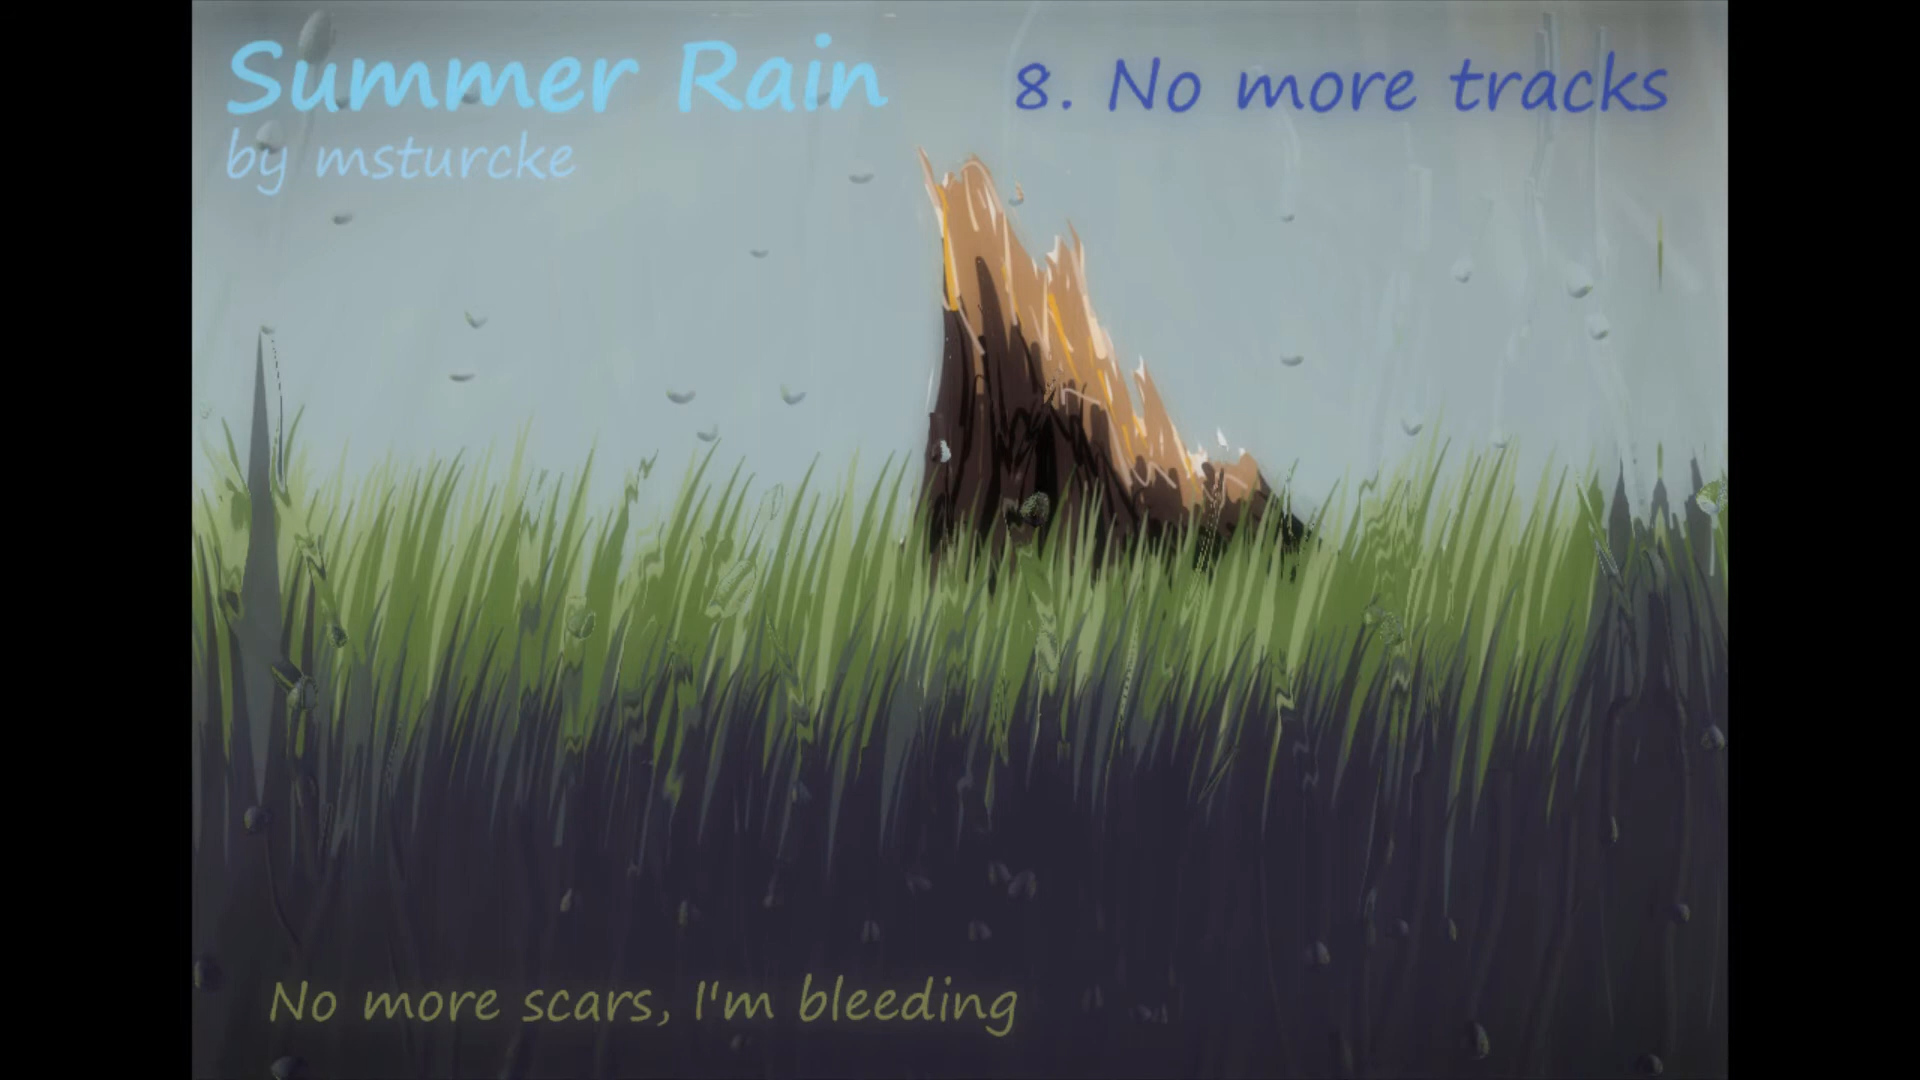 Summer Rain
by msturcke
8. No more tracks
No more scars, I'm bleeding